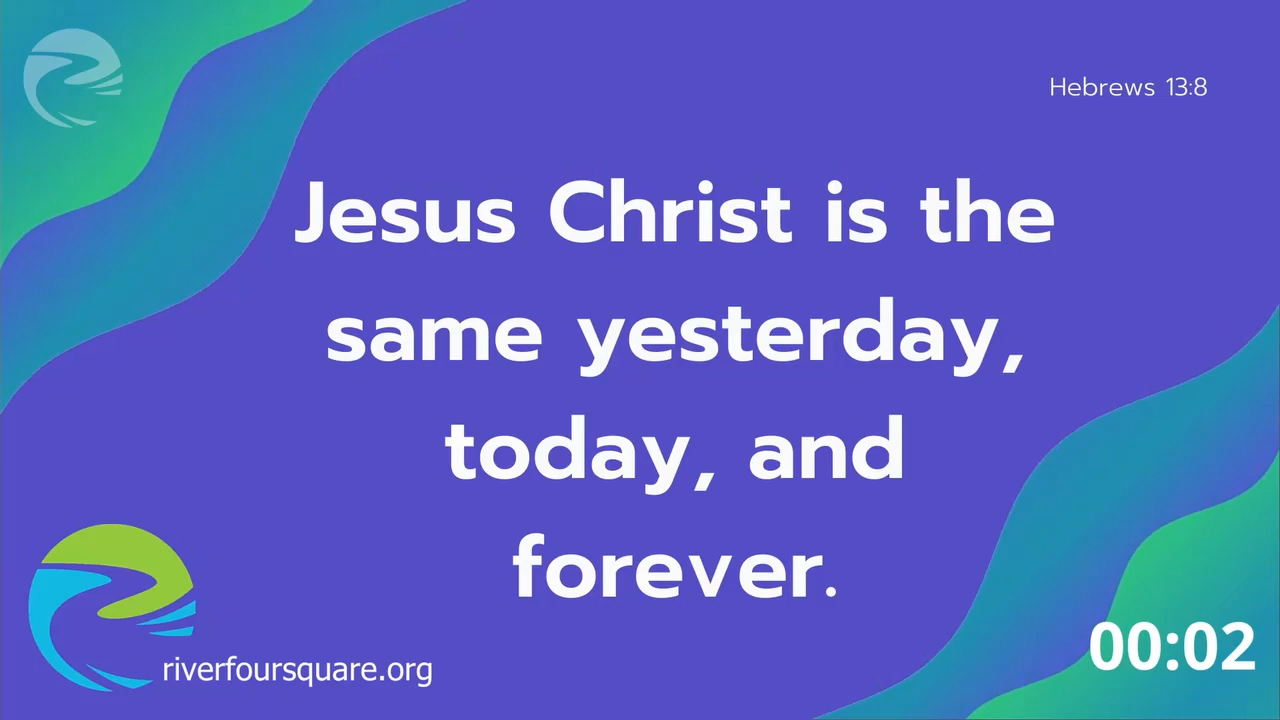 Hebrews 13:8
Jesus Christ is the
same yesterday,
today, and
forever.
riverfoursquare.org
00:02